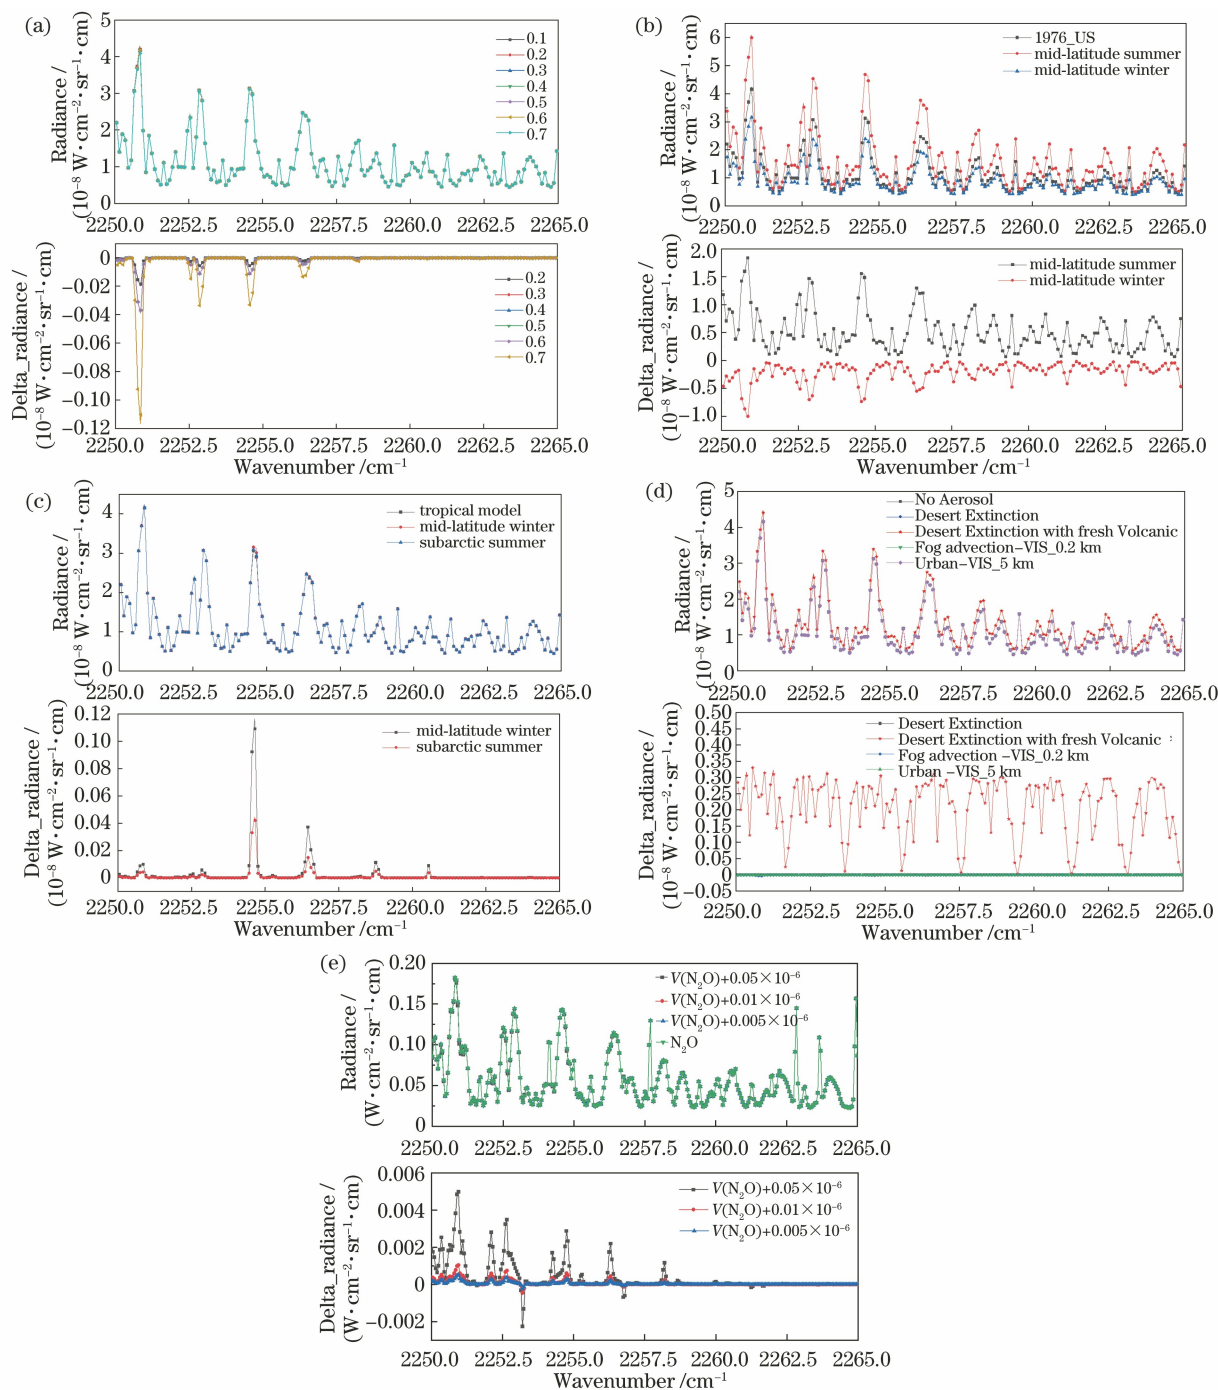 (a)
Radiance /
(10⁻⁸ W·cm⁻²·sr⁻¹·cm)
5
4
3
2
1
0
0.1
0.2
0.3
0.4
0.5
0.6
0.7
2250.0 2252.5 2255.0 2257.5 2260.0 2262.5 2265.0
Delta_radiance /
(10⁻⁸ W·cm⁻²·sr⁻¹·cm)
0
−0.02
−0.04
−0.06
−0.08
−0.10
−0.12
0.2
0.3
0.4
0.5
0.6
0.7
2250.0 2252.5 2255.0 2257.5 2260.0 2262.5 2265.0
Wavenumber /cm⁻¹
(b)
Radiance /
(10⁻⁸ W·cm⁻²·sr⁻¹·cm)
6
5
4
3
2
1
0
1976_US
mid-latitude summer
mid-latitude winter
2250.0 2252.5 2255.0 2257.5 2260.0 2262.5 2265.0
Delta_radiance /
(10⁻⁸ W·cm⁻²·sr⁻¹·cm)
2.0
1.5
1.0
0.5
0
−0.5
−1.0
mid-latitude summer
mid-latitude winter
2250.0 2252.5 2255.0 2257.5 2260.0 2262.5 2265.0
Wavenumber /cm⁻¹
(c)
Radiance /
(10⁻⁸ W·cm⁻²·sr⁻¹·cm)
4
3
2
1
0
tropical model
mid-latitude winter
subarctic summer
2250.0 2252.5 2255.0 2257.5 2260.0 2262.5 2265.0
Delta_radiance /
(10⁻⁸ W·cm⁻²·sr⁻¹·cm)
0.12
0.10
0.08
0.06
0.04
0.02
0
mid-latitude winter
subarctic summer
2250.0 2252.5 2255.0 2257.5 2260.0 2262.5 2265.0
Wavenumber /cm⁻¹
(d)
Radiance /
(10⁻⁸ W·cm⁻²·sr⁻¹·cm)
5
4
3
2
1
0
No Aerosol
Desert Extinction
Desert Extinction with fresh Volcanic
Fog advection−VIS_0.2 km
Urban−VIS_5 km
2250.0 2252.5 2255.0 2257.5 2260.0 2262.5 2265.0
Delta_radiance /
(10⁻⁸ W·cm⁻²·sr⁻¹·cm)
0.50
0.45
0.40
0.35
0.30
0.25
0.20
0.15
0.10
0.05
0
−0.05
Desert Extinction
Desert Extinction with fresh Volcanic :
Fog advection −VIS_0.2 km
Urban −VIS_5 km
2250.0 2252.5 2255.0 2257.5 2260.0 2262.5 2265.0
Wavenumber /cm⁻¹
(e)
Radiance /
(W·cm⁻²·sr⁻¹·cm)
0.20
0.15
0.10
0.05
0
V(N₂O)+0.05×10⁻⁶
V(N₂O)+0.01×10⁻⁶
V(N₂O)+0.005×10⁻⁶
N₂O
2250.0 2252.5 2255.0 2257.5 2260.0 2262.5 2265.0
Delta_radiance /
(W·cm⁻²·sr⁻¹·cm)
0.006
0.004
0.002
0
−0.002
V(N₂O)+0.05×10⁻⁶
V(N₂O)+0.01×10⁻⁶
V(N₂O)+0.005×10⁻⁶
2250.0 2252.5 2255.0 2257.5 2260.0 2262.5 2265.0
Wavenumber /cm⁻¹